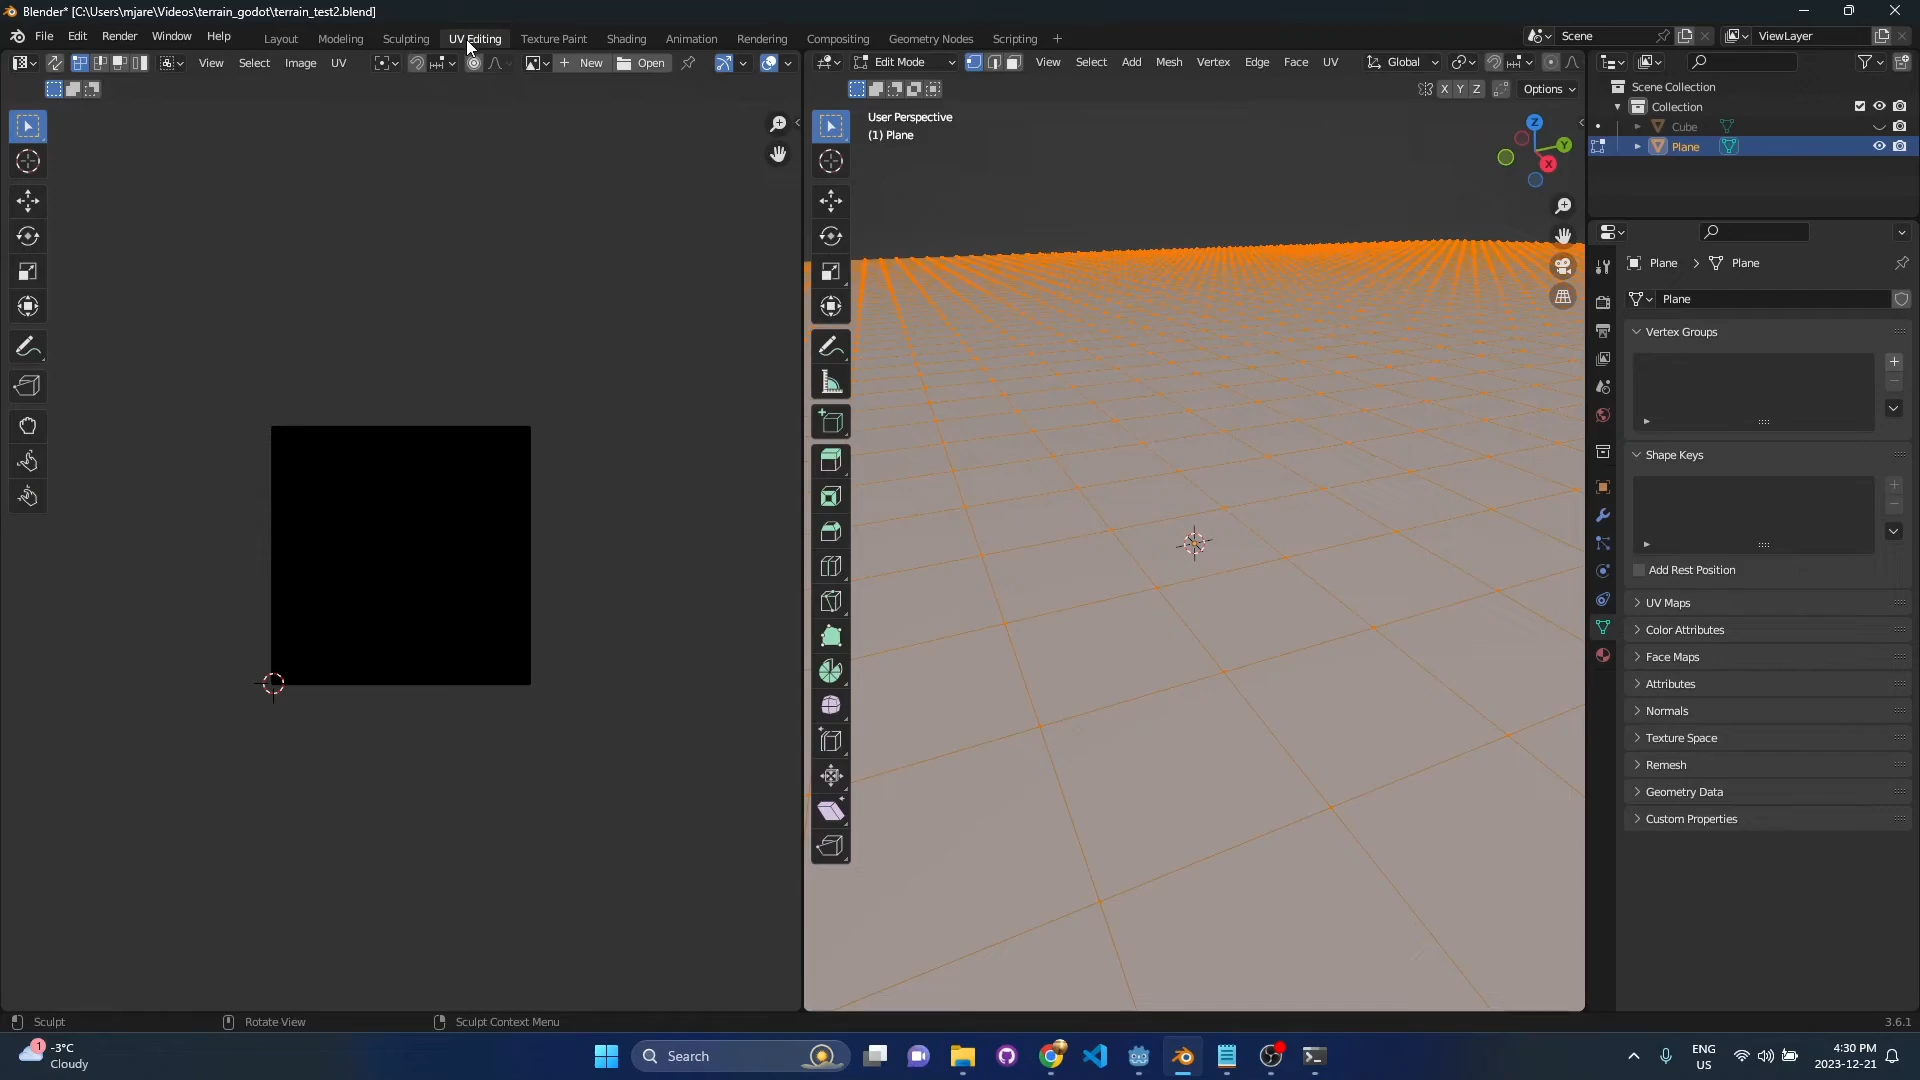 Blender* [C:\Users\mjare\Videos\terrain_godot\terrain_test2.blend]
File Edit Render Window Help Layout Modeling Sculpting UV Editing Texture Paint Shading Animation Rendering Compositing Geometry Nodes Scripting + Scene ViewLayer
View Select Image UV New Open Edit Mode View Select Add Mesh Vertex Edge Face UV Global
X Y Z Options
Scene Collection
Collection
Cube
Plane
User Perspective
(1) Plane
Z
Y
X
Plane > Plane
Plane
Vertex Groups
Shape Keys
Add Rest Position
UV Maps
Color Attributes
Face Maps
Attributes
Normals
Texture Space
Remesh
Geometry Data
Custom Properties
Sculpt Rotate View Sculpt Context Menu 3.6.1
1 -3°C
Cloudy
Search
ENG
US
4:30 PM
2023-12-21